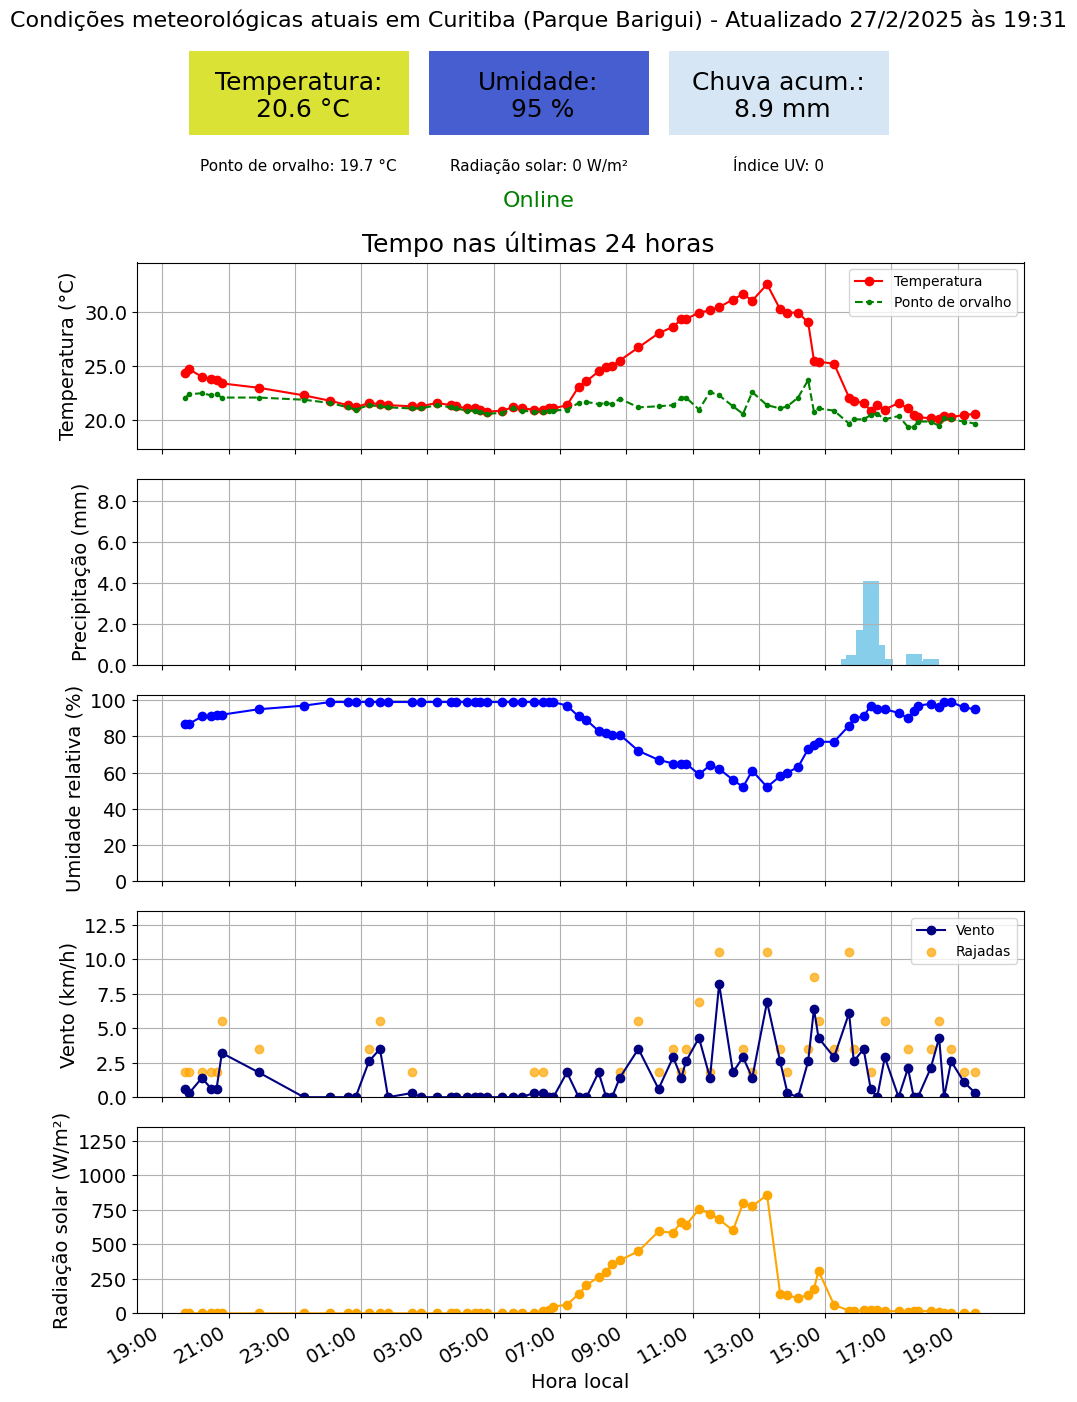 Condições meteorológicas atuais em Curitiba (Parque Barigui) - Atualizado 27/2/2025 às 19:31
Temperatura:
20.6 °C
Umidade:
95 %
Chuva acum.:
8.9 mm
Ponto de orvalho: 19.7 °C
Radiação solar: 0 W/m²
Índice UV: 0
Online
Tempo nas últimas 24 horas
Temperatura (°C)
30.0
25.0
20.0
Temperatura
Ponto de orvalho
Precipitação (mm)
8.0
6.0
4.0
2.0
0.0
Umidade relativa (%)
100
80
60
40
20
0
Vento (km/h)
12.5
10.0
7.5
5.0
2.5
0.0
Vento
Rajadas
Radiação solar (W/m²)
1250
1000
750
500
250
0
19:00
21:00
23:00
01:00
03:00
05:00
07:00
09:00
11:00
13:00
15:00
17:00
19:00
Hora local